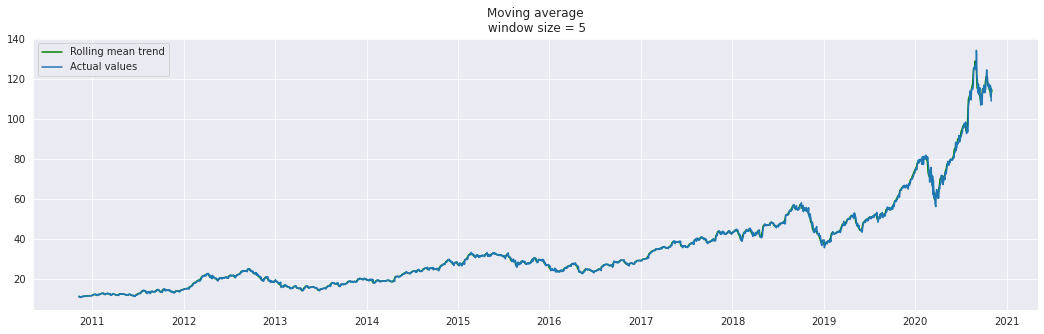 Moving average
window size = 5
Rolling mean trend
Actual values
140
120
100
80
60
40
20
2011 2012 2013 2014 2015 2016 2017 2018 2019 2020 2021